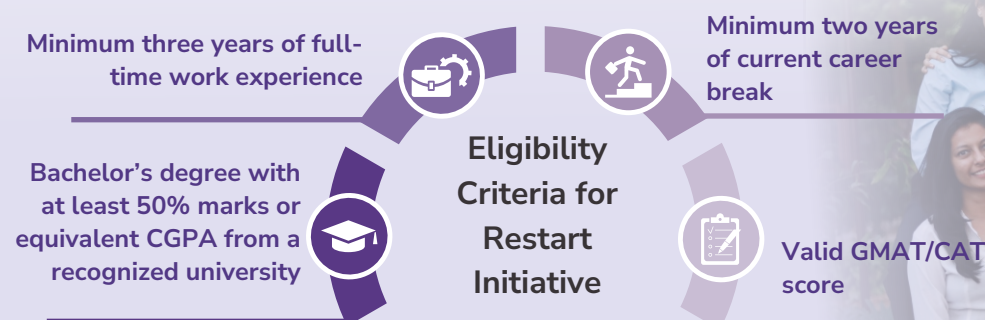 Minimum three years of full-
time work experience
Minimum two years
of current career
break
Bachelor’s degree with
at least 50% marks or
equivalent CGPA from a
recognized university
Eligibility
Criteria for
Restart
Initiative
Valid GMAT/CAT
score